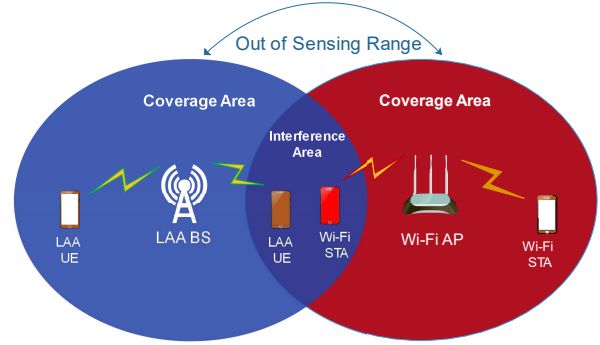 Out of Sensing Range
Coverage Area
Coverage Area
Interference
Area
LAA
UE
LAA BS
LAA
UE
Wi-Fi
STA
Wi-Fi AP
Wi-Fi
STA